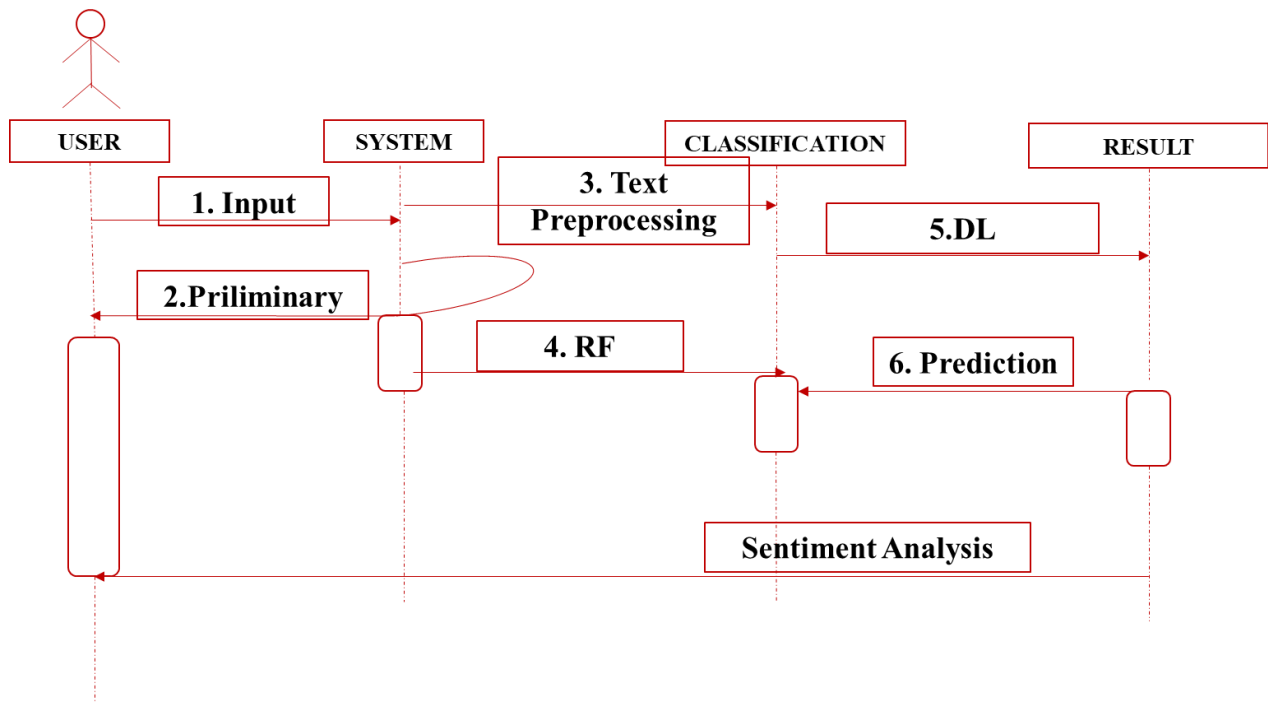 USER
SYSTEM
CLASSIFICATION
RESULT
1. Input
3. Text
Preprocessing
5.DL
2.Priliminary
4. RF
6. Prediction
Sentiment Analysis